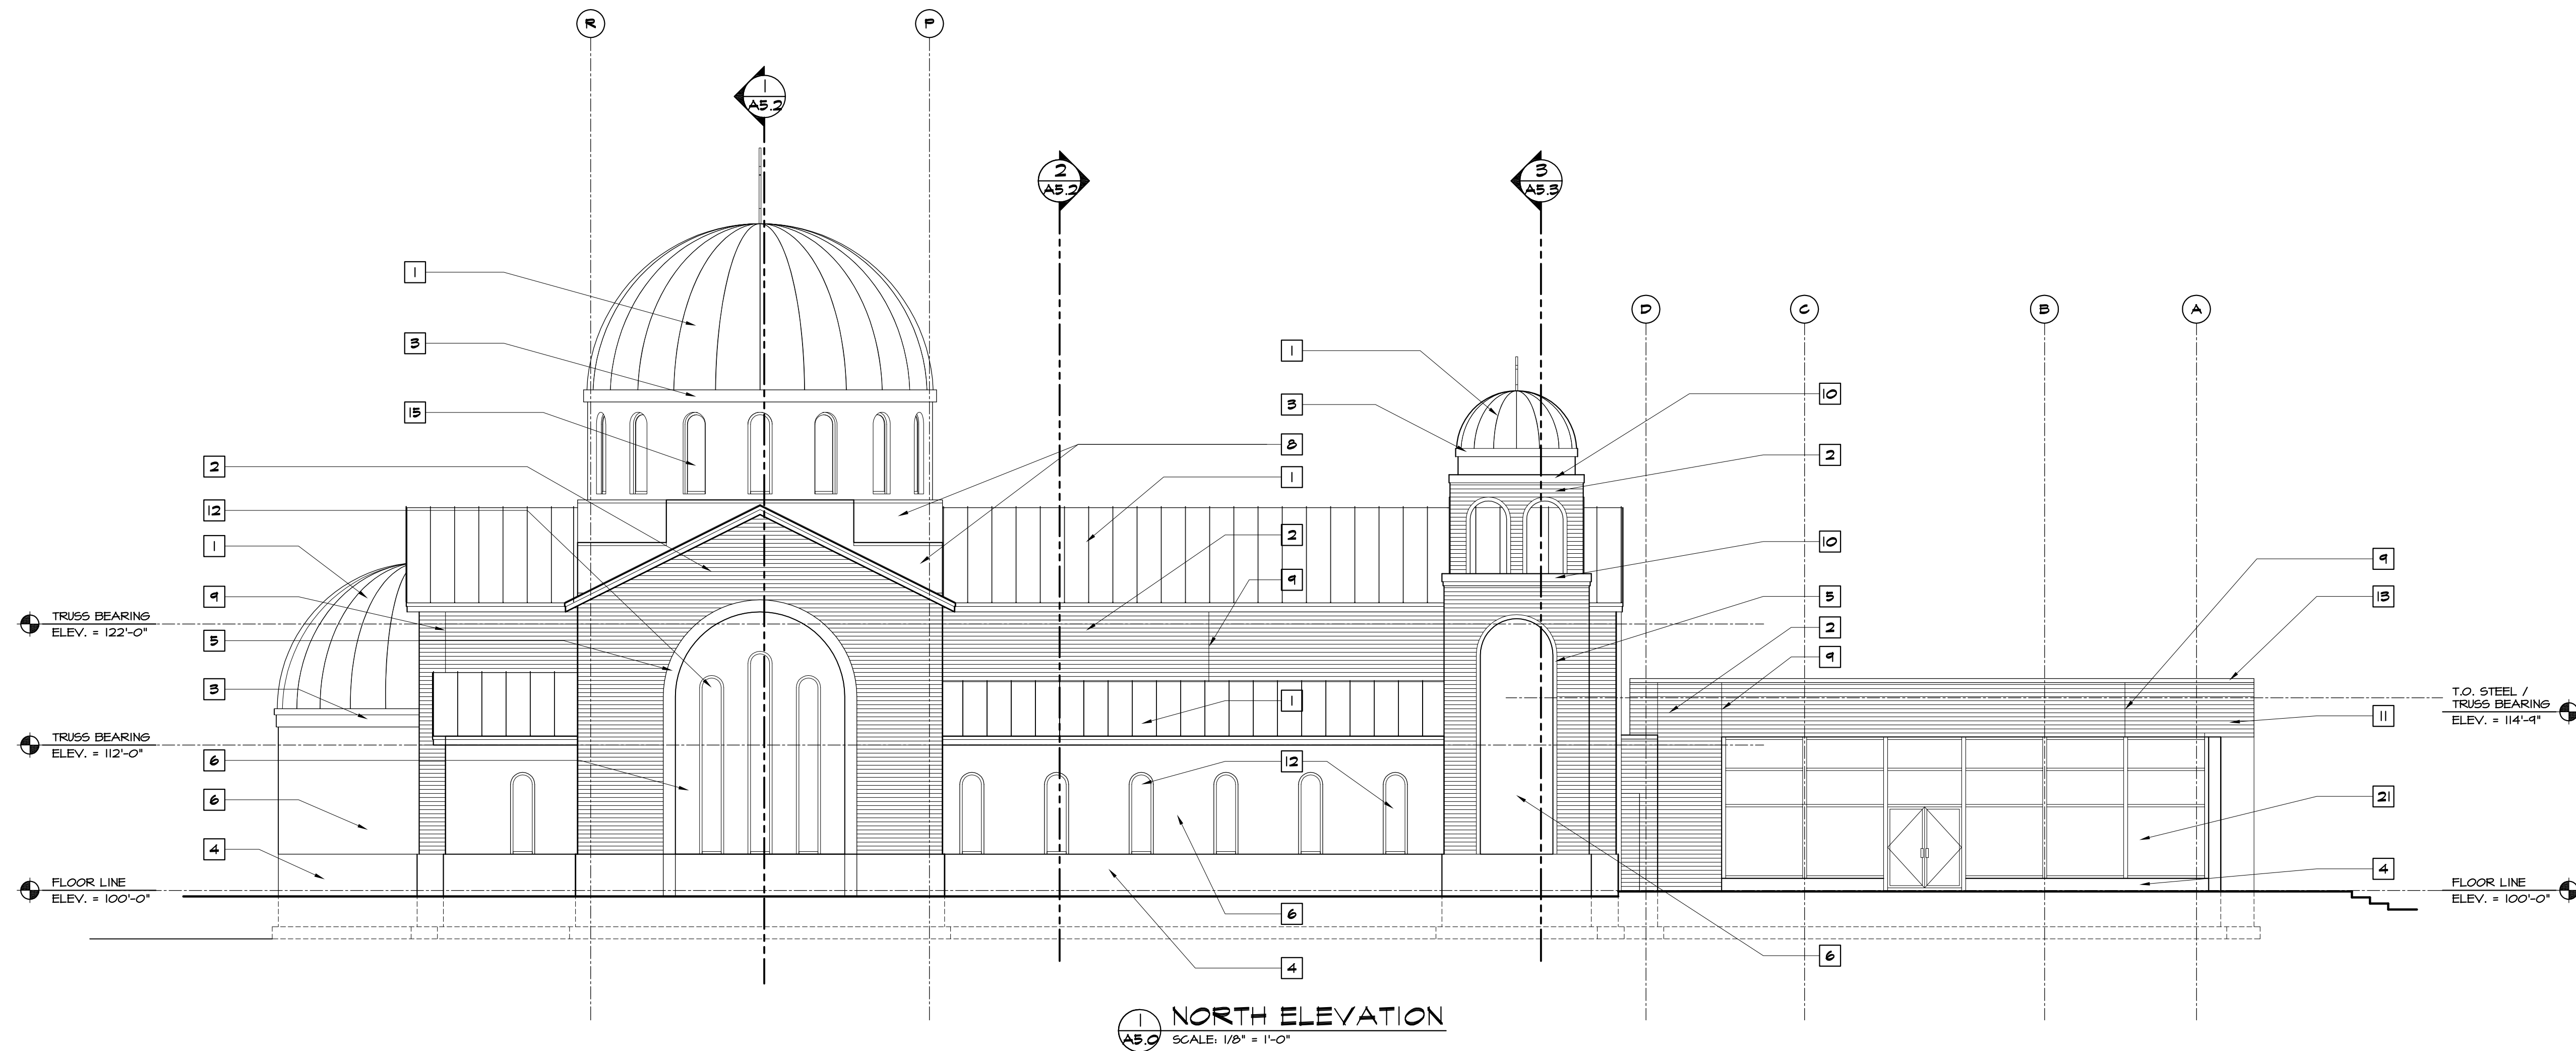 R
P
1
A5.2
2
A5.2
3
A5.3
D
C
B
A
1
3
15
2
12
1
9
5
3
6
6
4
1
3
8
1
2
9
1
12
6
4
10
2
10
5
2
9
6
9
13
11
21
4
TRUSS BEARING
ELEV. = 122'-0"
TRUSS BEARING
ELEV. = 112'-0"
FLOOR LINE
ELEV. = 100'-0"
T.O. STEEL /
TRUSS BEARING
ELEV. = 114'-9"
FLOOR LINE
ELEV. = 100'-0"
1
A5.0
NORTH ELEVATION
SCALE: 1/8" = 1'-0"